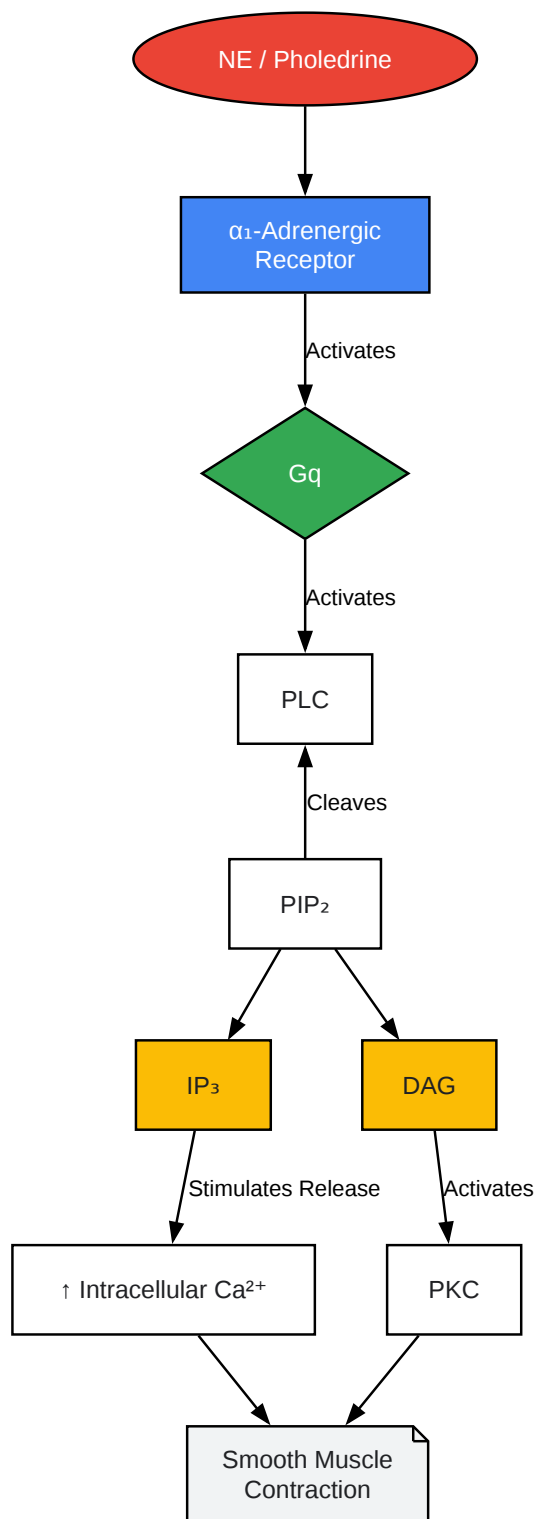 NE / Pholedrine
α₁-Adrenergic
Receptor
Activates
Gq
Activates
PLC
Cleaves
PIP₂
IP₃
DAG
Stimulates Release
Activates
↑ Intracellular Ca²⁺
PKC
Smooth Muscle
Contraction